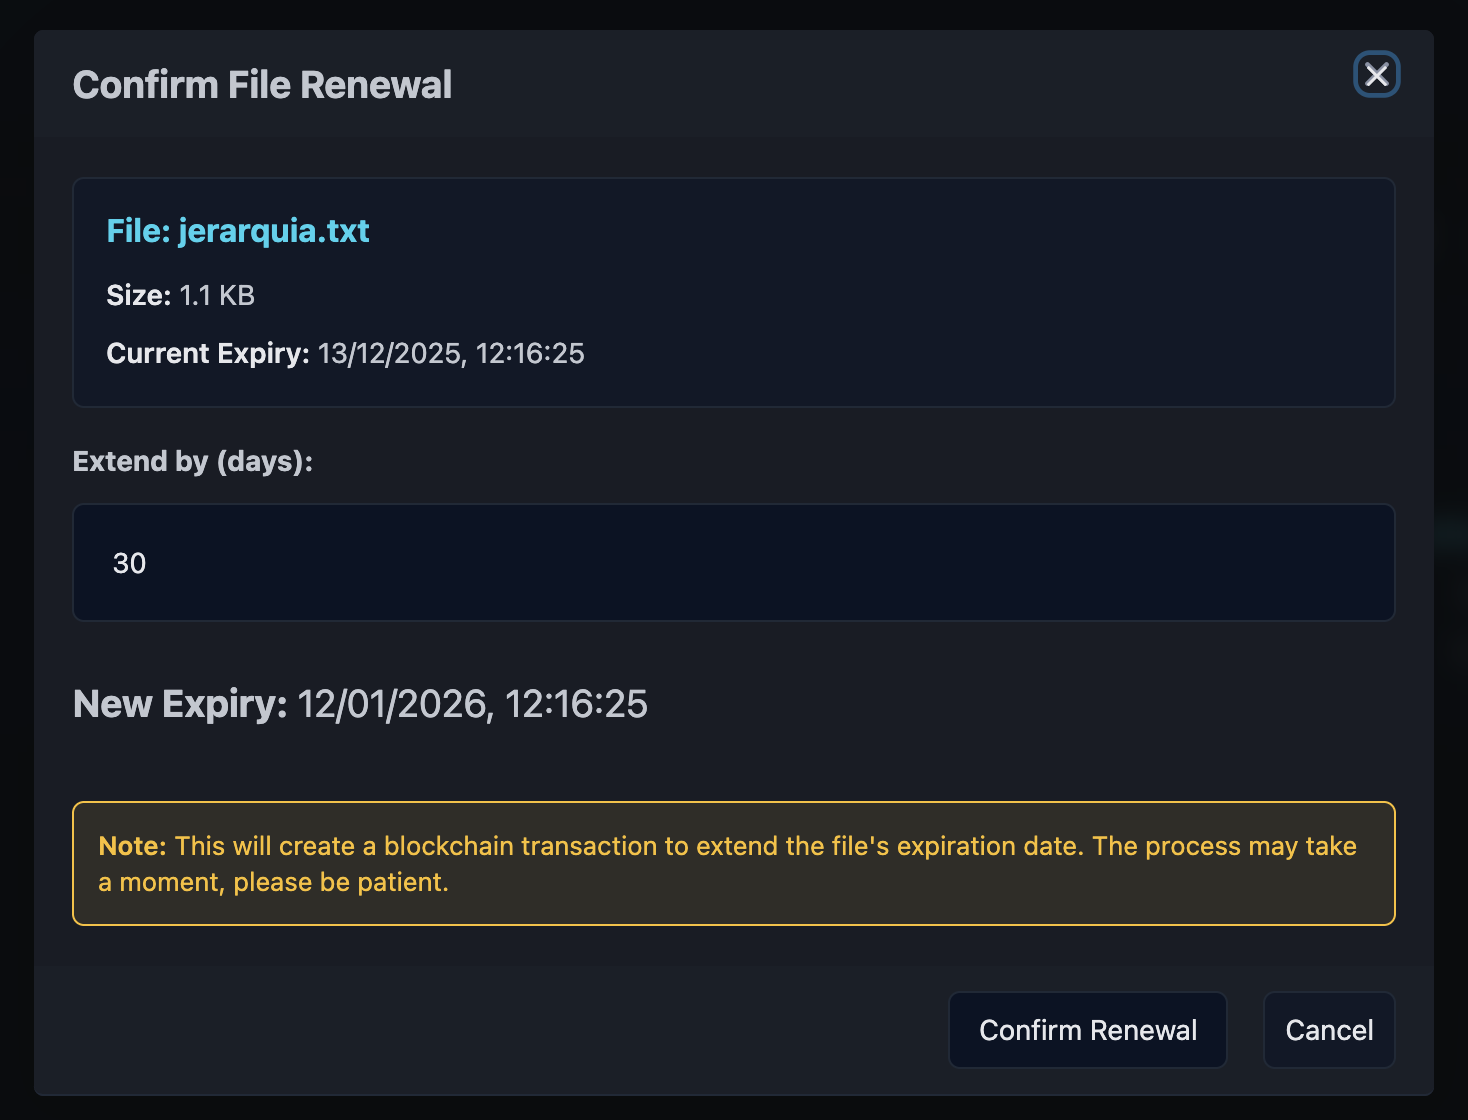 Confirm File Renewal
File: jerarquia.txt
Size: 1.1 KB
Current Expiry: 13/12/2025, 12:16:25
Extend by (days):
30
New Expiry: 12/01/2026, 12:16:25
Note: This will create a blockchain transaction to extend the file's expiration date. The process may take
a moment, please be patient.
Confirm Renewal
Cancel